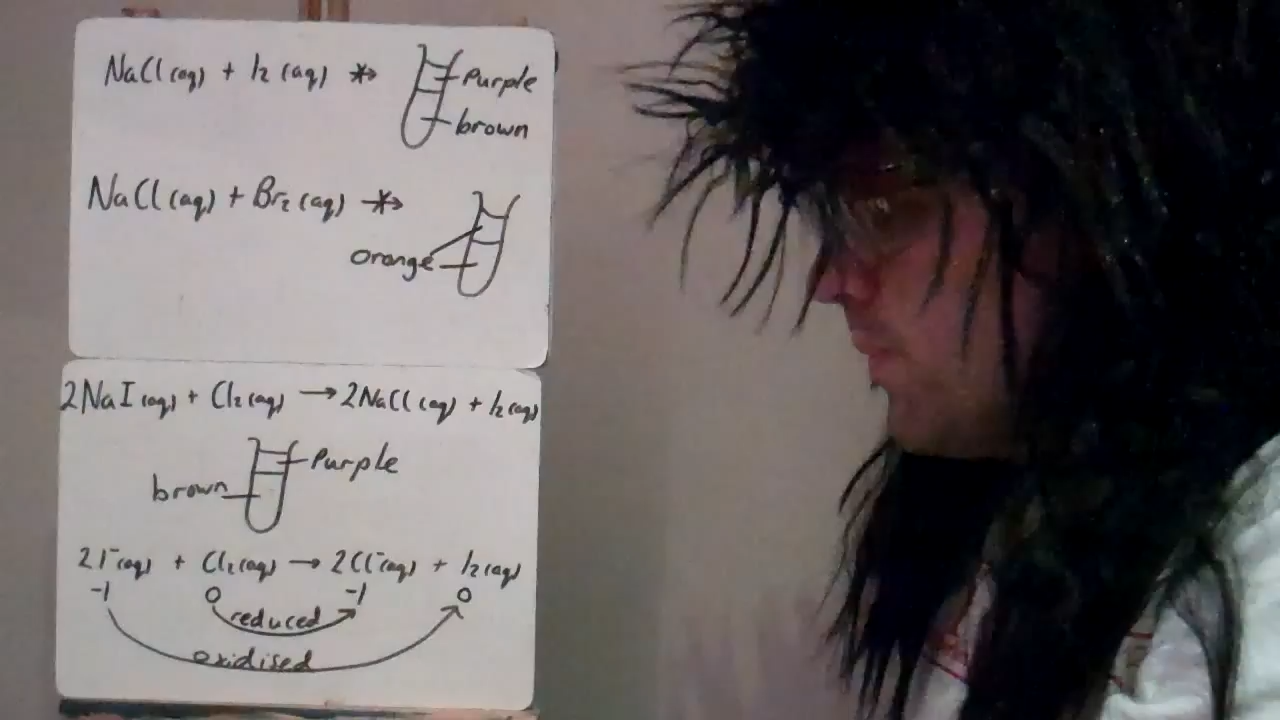 NaCl(aq) + I2(aq) ↛
Purple
brown
NaCl(aq) + Br2(aq) ↛
orange
2NaI(aq) + Cl2(aq) → 2NaCl(aq) + I2(aq)
Purple
brown
2I⁻(aq) + Cl2(aq) → 2Cl⁻(aq) + I2(aq)
-1 0 -1 0
reduced
oxidised